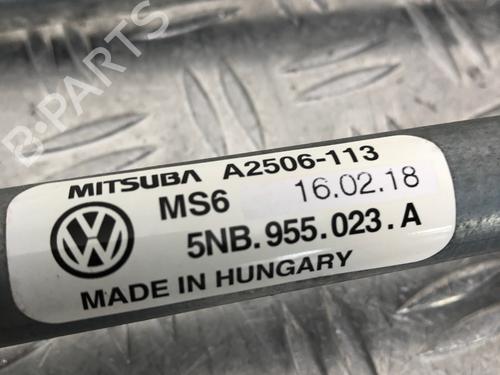 B-PARTS
MITSUBA A2506-113
MS6 16.02.18
5NB.955.023.A
MADE IN HUNGARY